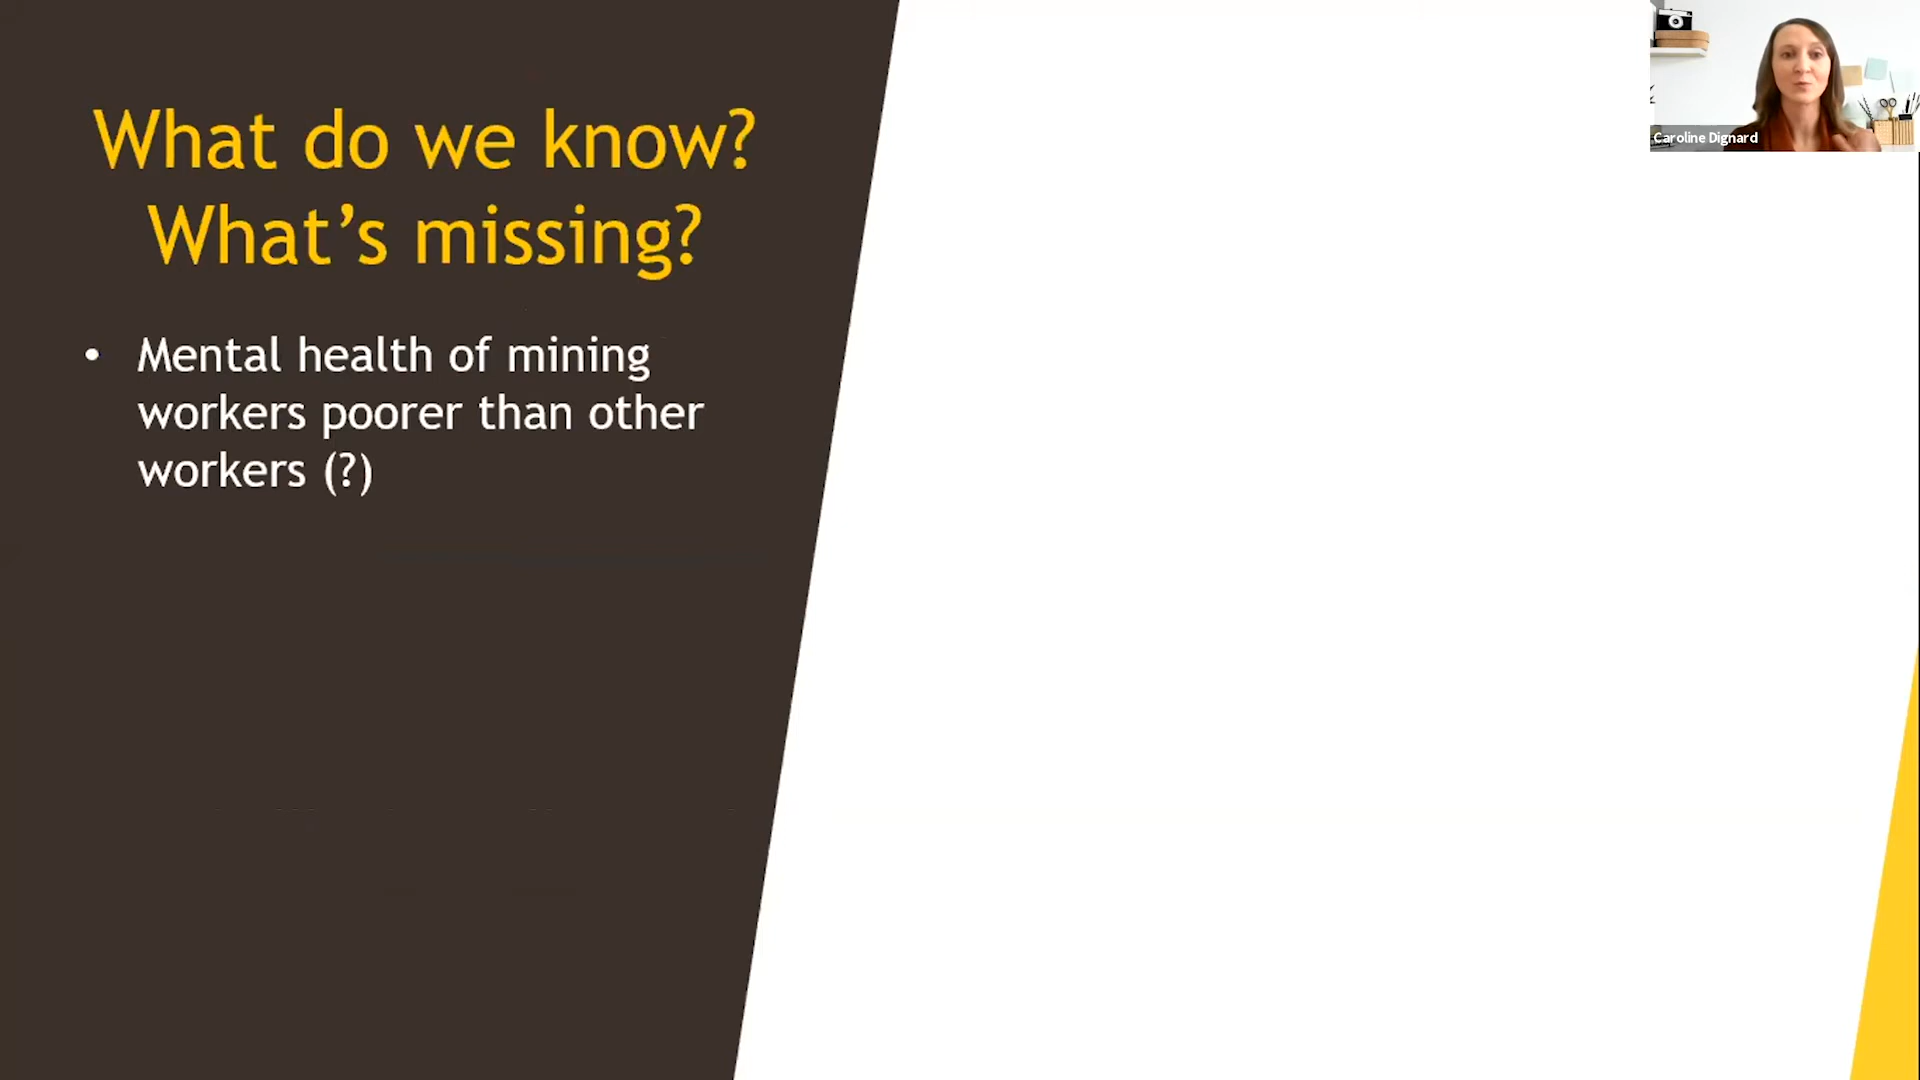 What do we know?
What's missing?
• Mental health of mining
workers poorer than other
workers (?)
Caroline Dignard